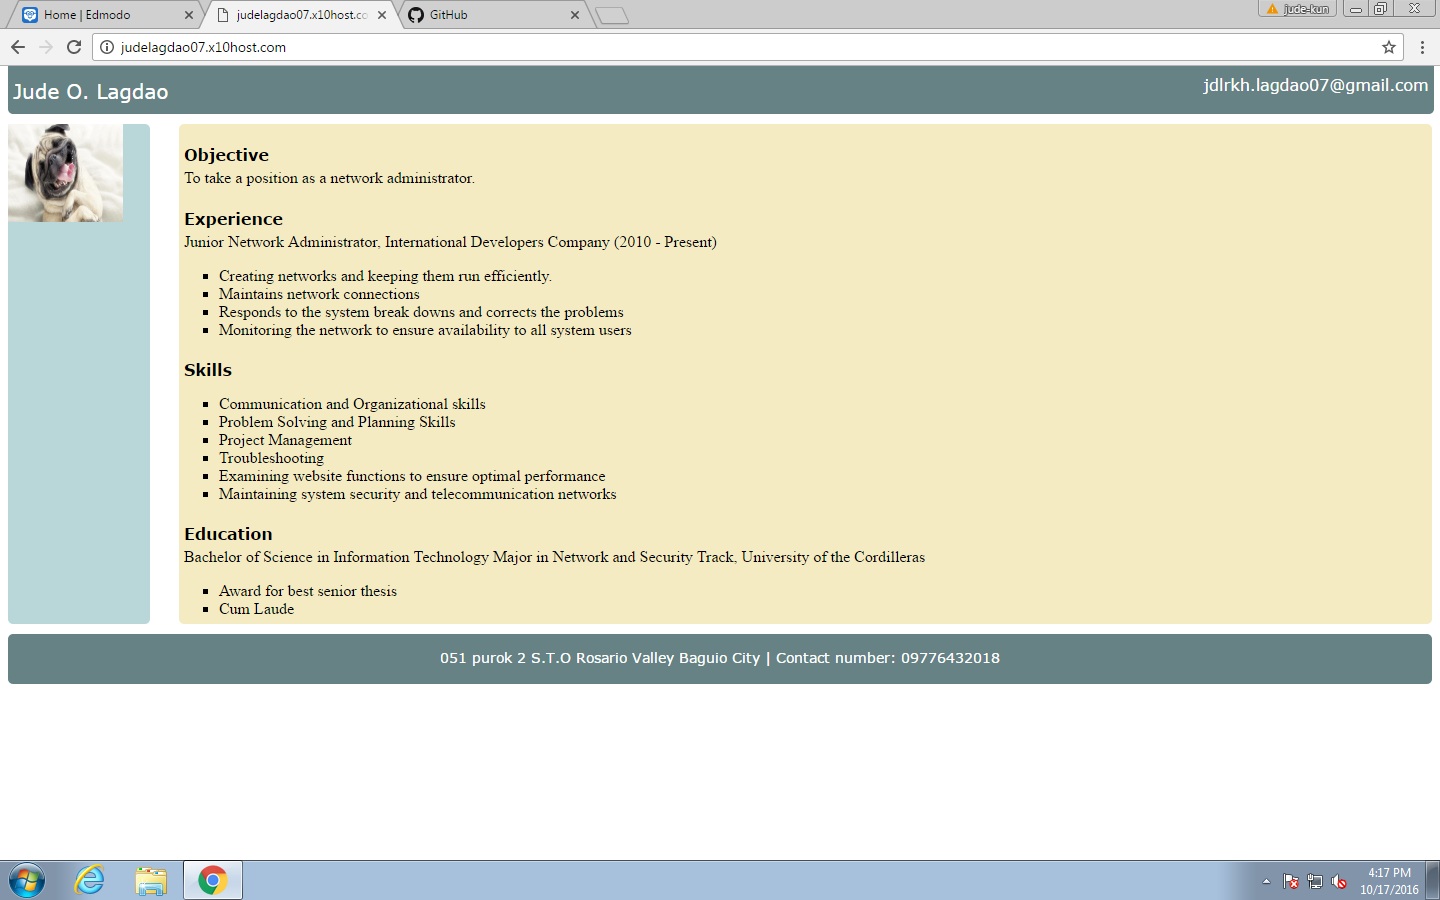 Home | Edmodo
judelagdao07.x10host.co
GitHub
jude-kun
judelagdao07.x10host.com
Jude O. Lagdao
jdlrkh.lagdao07@gmail.com
Objective
To take a position as a network administrator.
Experience
Junior Network Administrator, International Developers Company (2010 - Present)
Creating networks and keeping them run efficiently.
Maintains network connections
Responds to the system break downs and corrects the problems
Monitoring the network to ensure availability to all system users
Skills
Communication and Organizational skills
Problem Solving and Planning Skills
Project Management
Troubleshooting
Examining website functions to ensure optimal performance
Maintaining system security and telecommunication networks
Education
Bachelor of Science in Information Technology Major in Network and Security Track, University of the Cordilleras
Award for best senior thesis
Cum Laude
051 purok 2 S.T.O Rosario Valley Baguio City | Contact number: 09776432018
4:17 PM
10/17/2016